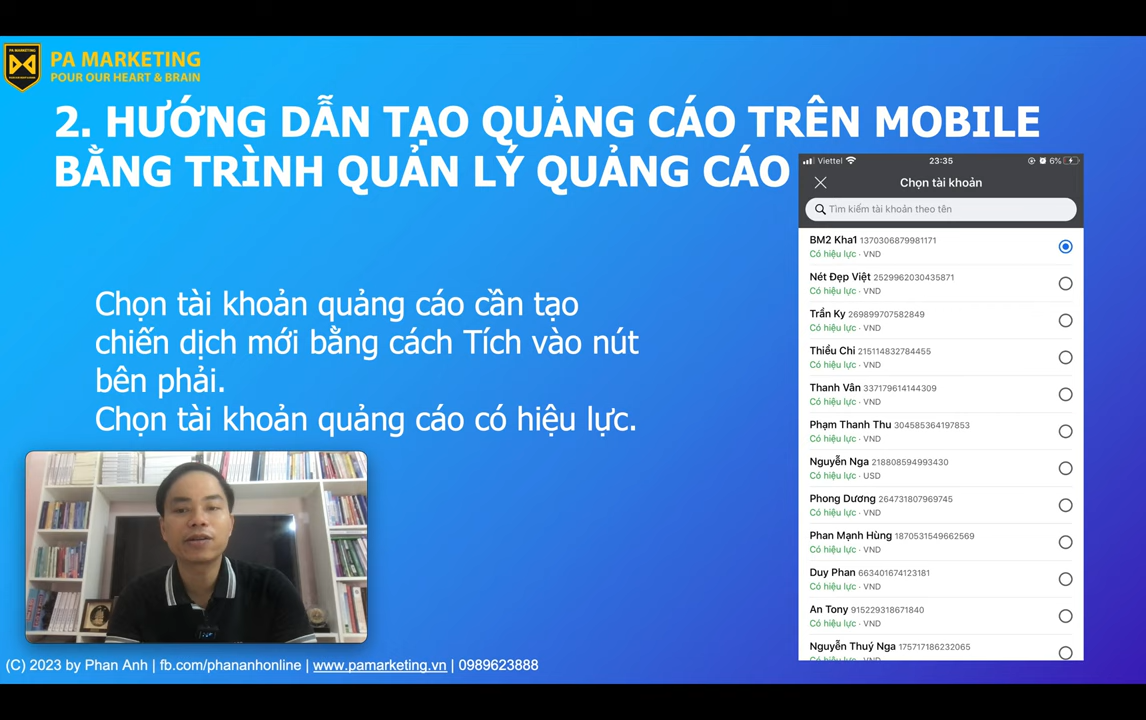 PA MARKETING
POUR OUR HEART & BRAIN
2. HƯỚNG DẪN TẠO QUẢNG CÁO TRÊN MOBILE
BẰNG TRÌNH QUẢN LÝ QUẢNG CÁO
Chọn tài khoản quảng cáo cần tạo
chiến dịch mới bằng cách Tích vào nút
bên phải.
Chọn tài khoản quảng cáo có hiệu lực.
Viettel 23:35 6%
Chọn tài khoản
Tìm kiếm tài khoản theo tên
BM2 Kha1 1370306879981171
Có hiệu lực · VND
Nét Đẹp Việt 2529962030435871
Có hiệu lực · VND
Trần Ky 269899707582849
Có hiệu lực · VND
Thiều Chi 215114832784455
Có hiệu lực · VND
Thanh Vân 337179614144309
Có hiệu lực · VND
Phạm Thanh Thu 304585364197853
Có hiệu lực · VND
Nguyễn Nga 218808594993430
Có hiệu lực · USD
Phong Dương 264731807969745
Có hiệu lực · VND
Phan Mạnh Hùng 1870531549662569
Có hiệu lực · VND
Duy Phan 663401674123181
Có hiệu lực · VND
An Tony 915229318671840
Có hiệu lực · VND
Nguyễn Thuý Nga 175717186232065
Có hiệu lực · VND
(C) 2023 by Phan Anh | fb.com/phananhonline | www.pamarketing.vn | 0989623888